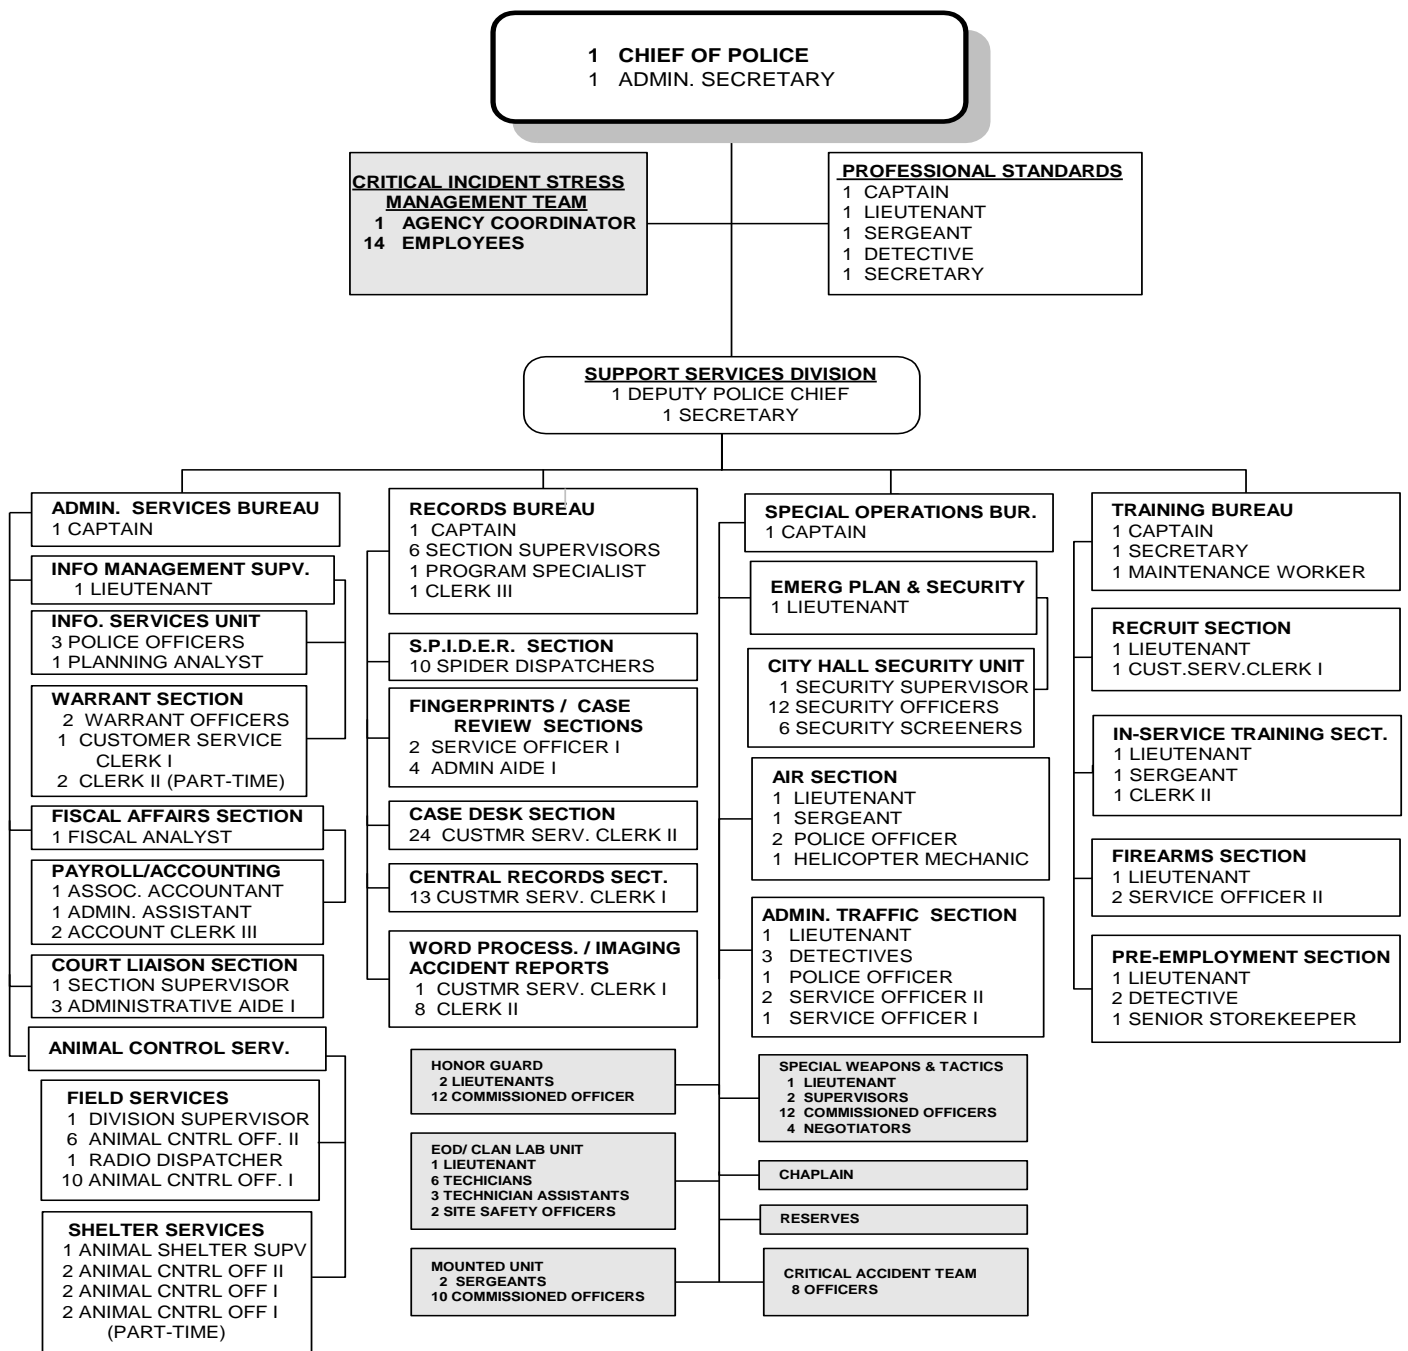 1 CHIEF OF POLICE
1 ADMIN. SECRETARY
CRITICAL INCIDENT STRESS
MANAGEMENT TEAM
1 AGENCY COORDINATOR
14 EMPLOYEES
PROFESSIONAL STANDARDS
1 CAPTAIN
1 LIEUTENANT
1 SERGEANT
1 DETECTIVE
1 SECRETARY
SUPPORT SERVICES DIVISION
1 DEPUTY POLICE CHIEF
1 SECRETARY
ADMIN. SERVICES BUREAU
1 CAPTAIN
INFO MANAGEMENT SUPV.
1 LIEUTENANT
INFO. SERVICES UNIT
3 POLICE OFFICERS
1 PLANNING ANALYST
WARRANT SECTION
2 WARRANT OFFICERS
1 CUSTOMER SERVICE
CLERK I
2 CLERK II (PART-TIME)
FISCAL AFFAIRS SECTION
1 FISCAL ANALYST
PAYROLL/ACCOUNTING
1 ASSOC. ACCOUNTANT
1 ADMIN. ASSISTANT
2 ACCOUNT CLERK III
COURT LIAISON SECTION
1 SECTION SUPERVISOR
3 ADMINISTRATIVE AIDE I
ANIMAL CONTROL SERV.
FIELD SERVICES
1 DIVISION SUPERVISOR
6 ANIMAL CNTRL OFF. II
1 RADIO DISPATCHER
10 ANIMAL CNTRL OFF. I
SHELTER SERVICES
1 ANIMAL SHELTER SUPV
2 ANIMAL CNTRL OFF II
2 ANIMAL CNTRL OFF I
2 ANIMAL CNTRL OFF I
(PART-TIME)
RECORDS BUREAU
1 CAPTAIN
6 SECTION SUPERVISORS
1 PROGRAM SPECIALIST
1 CLERK III
S.P.I.D.E.R. SECTION
10 SPIDER DISPATCHERS
FINGERPRINTS / CASE
REVIEW SECTIONS
2 SERVICE OFFICER I
4 ADMIN AIDE I
CASE DESK SECTION
24 CUSTMR SERV. CLERK II
CENTRAL RECORDS SECT.
13 CUSTMR SERV. CLERK I
WORD PROCESS. / IMAGING
ACCIDENT REPORTS
1 CUSTMR SERV. CLERK I
8 CLERK II
SPECIAL OPERATIONS BUR.
1 CAPTAIN
EMERG PLAN & SECURITY
1 LIEUTENANT
CITY HALL SECURITY UNIT
1 SECURITY SUPERVISOR
12 SECURITY OFFICERS
6 SECURITY SCREENERS
AIR SECTION
1 LIEUTENANT
1 SERGEANT
2 POLICE OFFICER
1 HELICOPTER MECHANIC
ADMIN. TRAFFIC SECTION
1 LIEUTENANT
3 DETECTIVES
1 POLICE OFFICER
2 SERVICE OFFICER II
1 SERVICE OFFICER I
HONOR GUARD
2 LIEUTENANTS
12 COMMISSIONED OFFICER
EOD/ CLAN LAB UNIT
1 LIEUTENANT
6 TECHICIANS
3 TECHNICIAN ASSISTANTS
2 SITE SAFETY OFFICERS
MOUNTED UNIT
2 SERGEANTS
10 COMMISSIONED OFFICERS
SPECIAL WEAPONS & TACTICS
1 LIEUTENANT
2 SUPERVISORS
12 COMMISSIONED OFFICERS
4 NEGOTIATORS
CHAPLAIN
RESERVES
CRITICAL ACCIDENT TEAM
8 OFFICERS
TRAINING BUREAU
1 CAPTAIN
1 SECRETARY
1 MAINTENANCE WORKER
RECRUIT SECTION
1 LIEUTENANT
1 CUST.SERV.CLERK I
IN-SERVICE TRAINING SECT.
1 LIEUTENANT
1 SERGEANT
1 CLERK II
FIREARMS SECTION
1 LIEUTENANT
2 SERVICE OFFICER II
PRE-EMPLOYMENT SECTION
1 LIEUTENANT
2 DETECTIVE
1 SENIOR STOREKEEPER